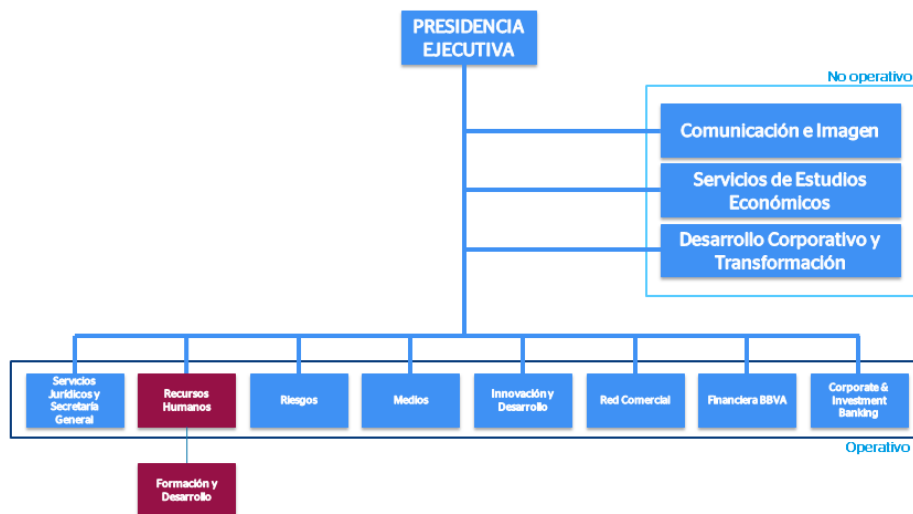 PRESIDENCIA
EJECUTIVA
No operativo
Comunicación e Imagen
Servicios de Estudios
Económicos
Desarrollo Corporativo y
Transformación
Servicios
Jurídicos y
Secretaría
General
Recursos
Humanos
Riesgos
Medios
Innovación y
Desarrollo
Red Comercial
Financiera BBVA
Corporate &
Investment
Banking
Operativo
Formación y
Desarrollo